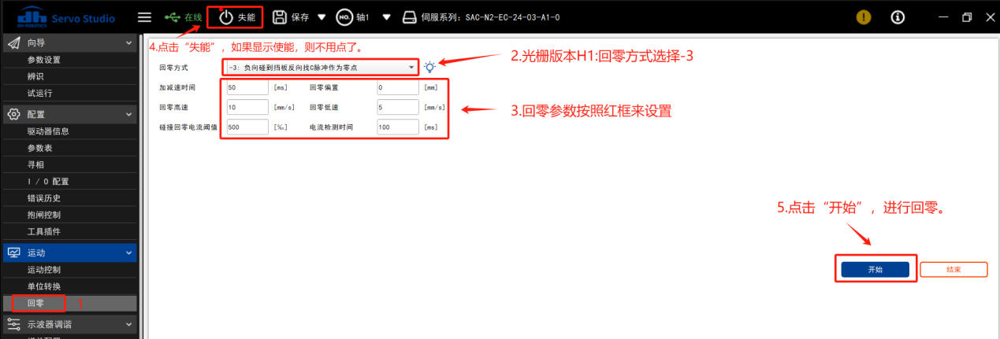 dh Servo Studio
DH-ROBOTICS
在线
失能
保存
NO. 轴1
伺服系列: SAC-N2-EC-24-03-A1-0
向导
参数设置
辨识
试运行
配置
驱动器信息
参数表
寻相
I / O 配置
错误历史
抱闸控制
工具插件
运动
运动控制
单位转换
回零 1
示波器调谐
4.点击“失能”，如果显示使能，则不用点了。
回零方式 -3: 负向碰到挡板反向找C脉冲作为零点
2.光栅版本H1:回零方式选择-3
加减速时间 50 [ms] 回零偏置 0 [mm]
回零高速 10 [mm/s] 回零低速 5 [mm/s]
3.回零参数按照红框来设置
碰撞回零电流阈值 500 [‰] 电流检测时间 100 [ms]
5.点击“开始”，进行回零。
开始 结束